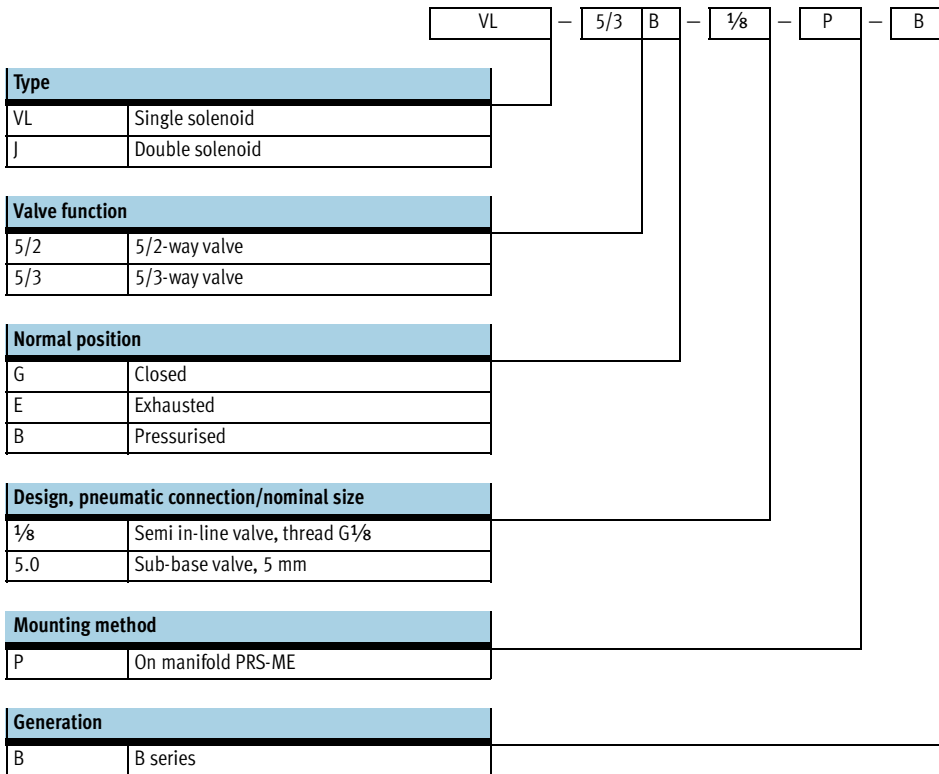 VL – 5/3 B – ⅛ – P – B
Type
VL Single solenoid
J Double solenoid
Valve function
5/2 5/2-way valve
5/3 5/3-way valve
Normal position
G Closed
E Exhausted
B Pressurised
Design, pneumatic connection/nominal size
⅛ Semi in-line valve, thread G⅛
5.0 Sub-base valve, 5 mm
Mounting method
P On manifold PRS-ME
Generation
B B series